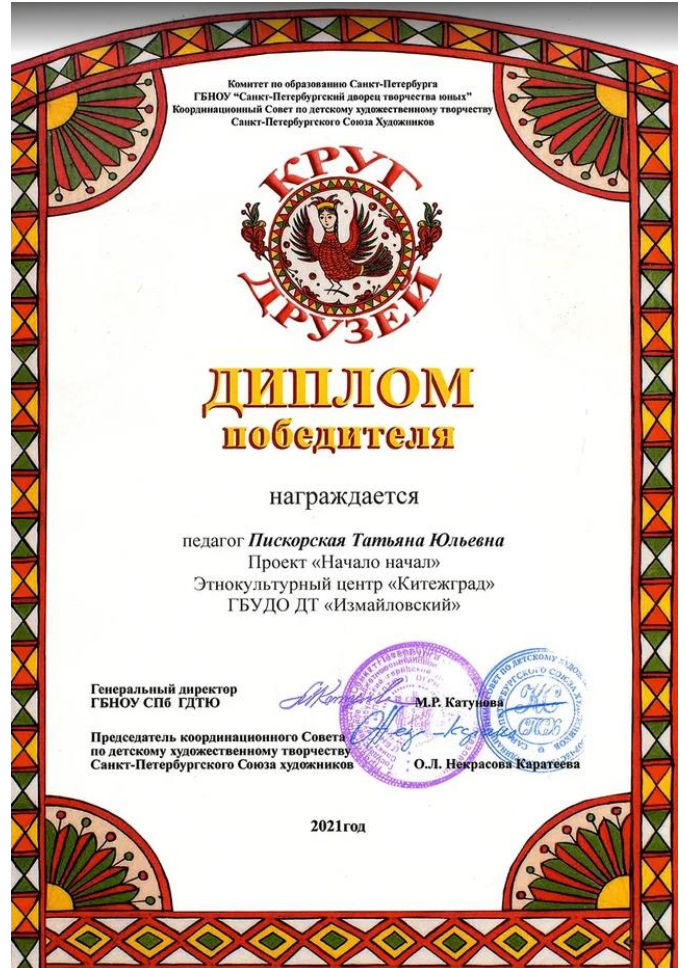 Комитет по образованию Санкт-Петербурга
ГБНОУ "Санкт-Петербургский дворец творчества юных"
Координационный Совет по детскому художественному творчеству
Санкт-Петербургского Союза Художников
КРУГ
ДРУЗЕЙ
ДИПЛОМ
победителя
награждается
педагог Пискорская Татьяна Юльевна
Проект «Начало начал»
Этнокультурный центр «Китежград»
ГБУДО ДТ «Измайловский»
Генеральный директор
ГБНОУ СПб ГДТЮ М.Р. Катунова
Председатель координационного Совета
по детскому художественному творчеству
Санкт-Петербургского Союза художников О.Л. Некрасова Каратеева
2021год